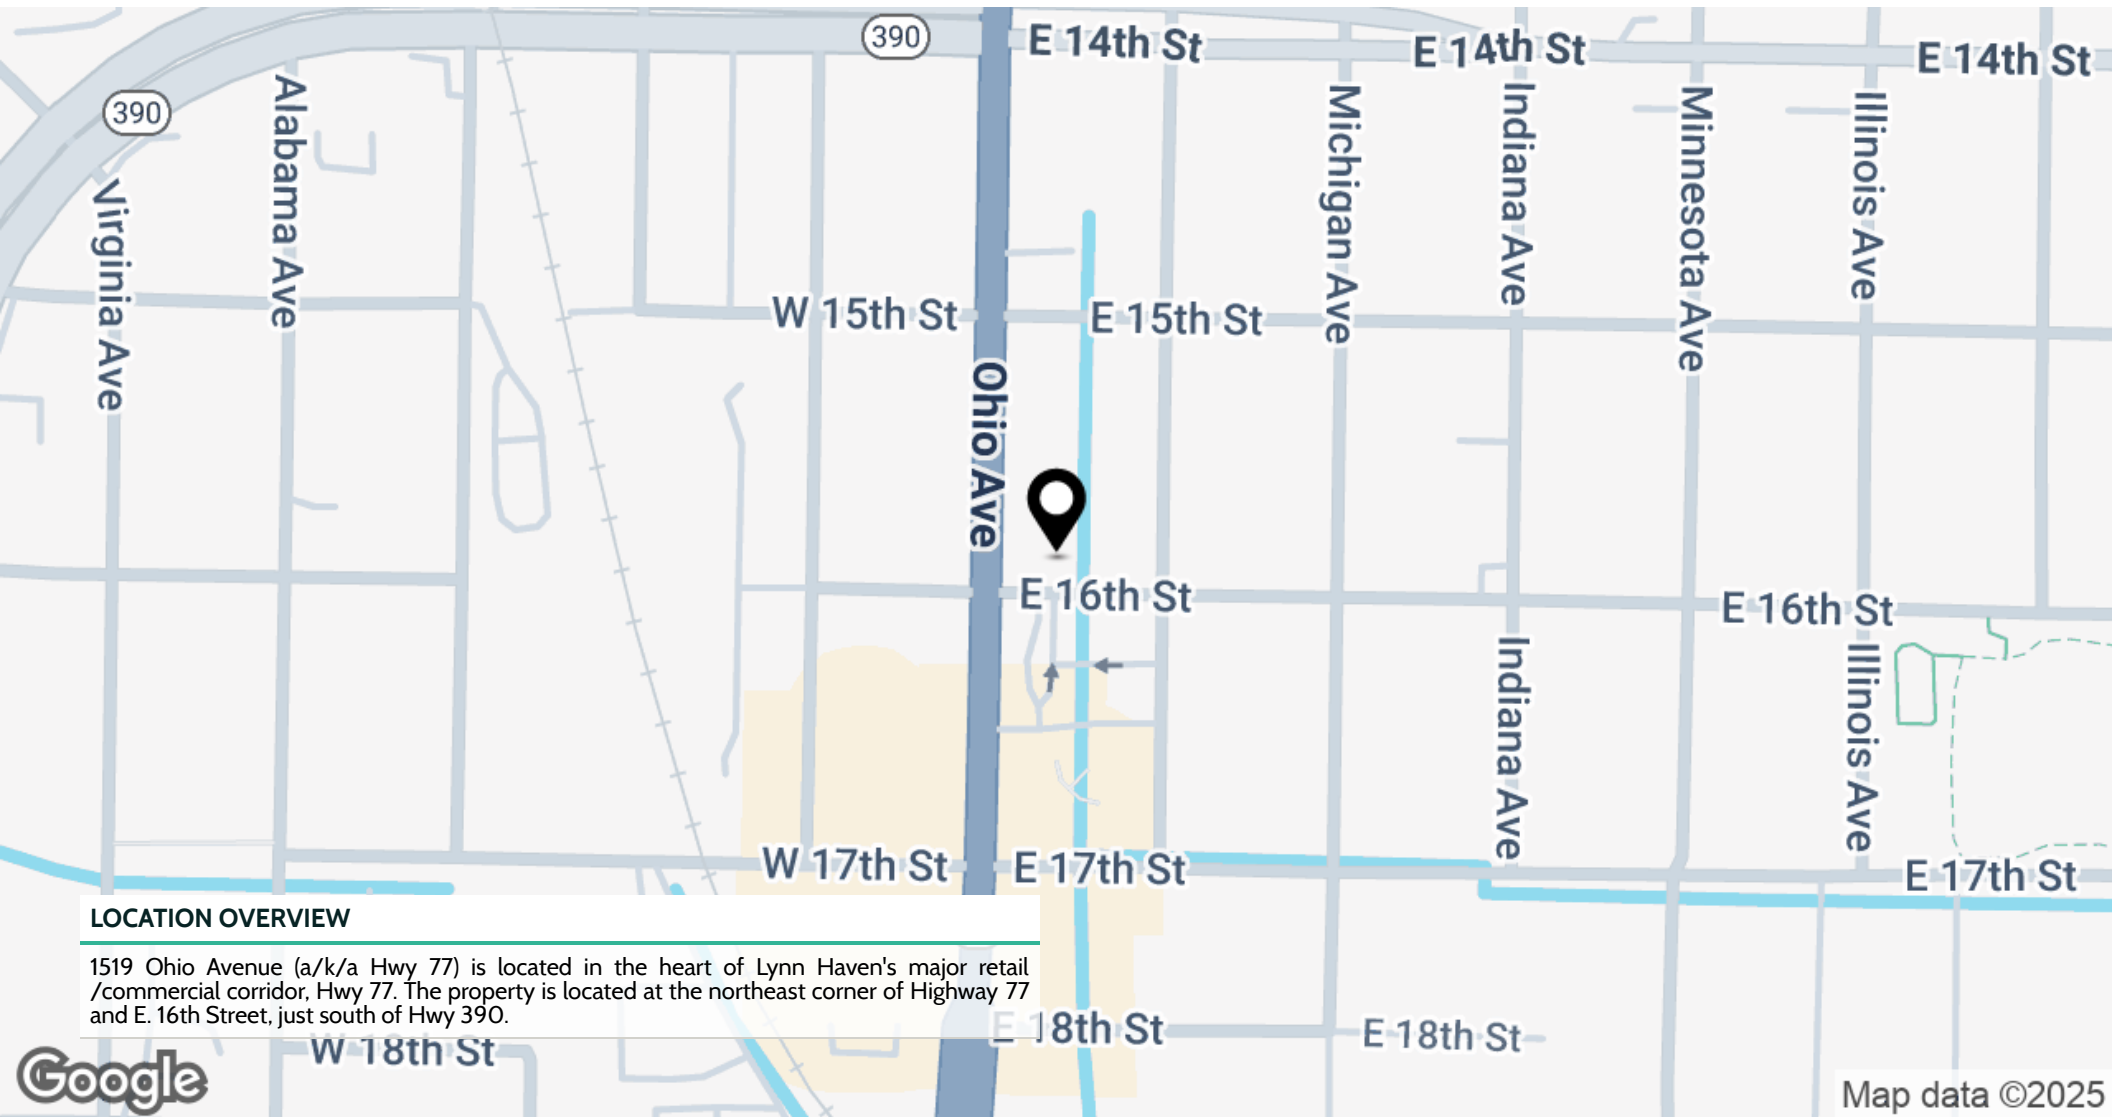 390
E 14th St
E 14th St
E 14th St
390
Alabama Ave
Virginia Ave
Michigan Ave
Indiana Ave
Minnesota Ave
Illinois Ave
W 15th St
E 15th St
Ohio Ave
E 16th St
E 16th St
Indiana Ave
Illinois Ave
W 17th St
E 17th St
E 17th St
LOCATION OVERVIEW
1519 Ohio Avenue (a/k/a Hwy 77) is located in the heart of Lynn Haven's major retail
/commercial corridor, Hwy 77. The property is located at the northeast corner of Highway 77
and E. 16th Street, just south of Hwy 390.
W 18th St
E 18th St
E 18th St
Google
Map data ©2025